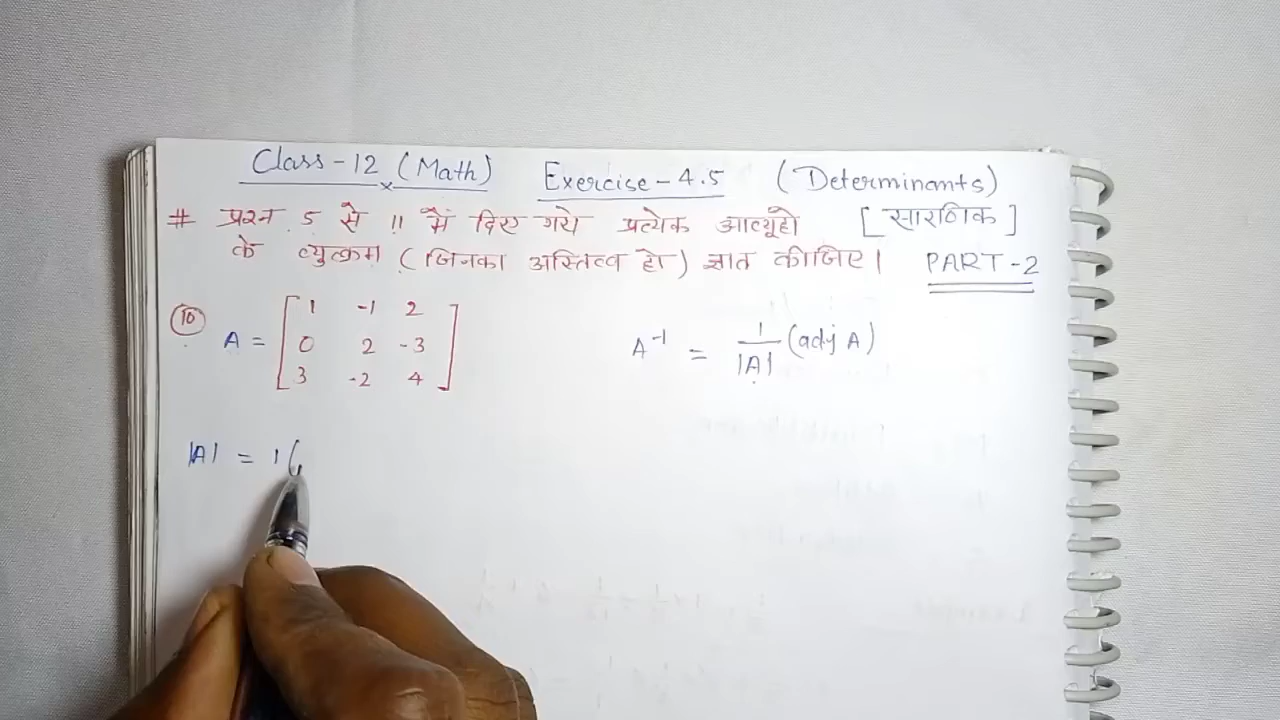 Class-12 (Math) Exercise-4.5 (Determinants)
# प्रश्न 5 से 11 में दिए गये प्रत्येक आव्यूहो [सारणिक]
के व्युत्क्रम (जिनका अस्तित्व हो) ज्ञात कीजिए। PART-2
(10) A = [1 -1 2
0 2 -3
3 -2 4]
A⁻¹ = 1/|A| (adj A)
|A| = 1(